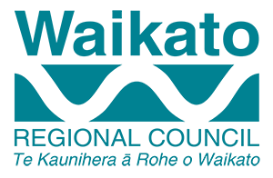 Waikato
REGIONAL COUNCIL
Te Kaunihera ā Rohe o Waikato